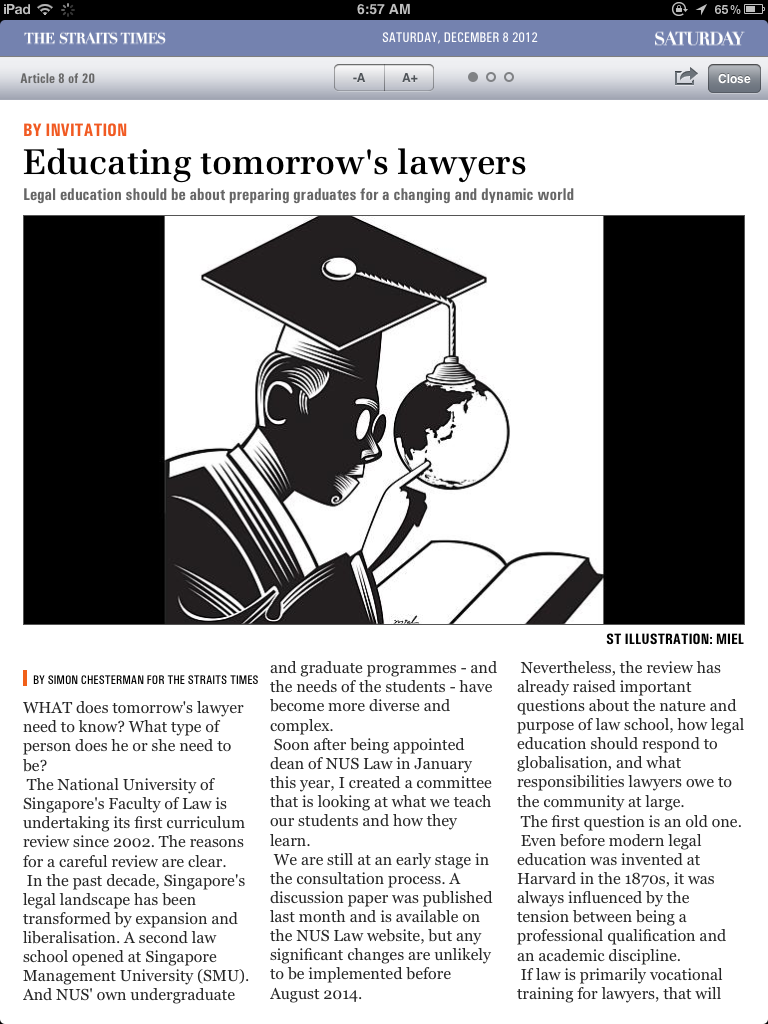 iPad 6:57 AM 65%
THE STRAITS TIMES SATURDAY, DECEMBER 8 2012 SATURDAY
Article 8 of 20 -A A+ Close
BY INVITATION
Educating tomorrow's lawyers
Legal education should be about preparing graduates for a changing and dynamic world
miel
ST ILLUSTRATION: MIEL
BY SIMON CHESTERMAN FOR THE STRAITS TIMES
WHAT does tomorrow's lawyer
need to know? What type of
person does he or she need to
be?
The National University of
Singapore's Faculty of Law is
undertaking its first curriculum
review since 2002. The reasons
for a careful review are clear.
In the past decade, Singapore's
legal landscape has been
transformed by expansion and
liberalisation. A second law
school opened at Singapore
Management University (SMU).
And NUS' own undergraduate
and graduate programmes - and
the needs of the students - have
become more diverse and
complex.
Soon after being appointed
dean of NUS Law in January
this year, I created a committee
that is looking at what we teach
our students and how they
learn.
We are still at an early stage in
the consultation process. A
discussion paper was published
last month and is available on
the NUS Law website, but any
significant changes are unlikely
to be implemented before
August 2014.
Nevertheless, the review has
already raised important
questions about the nature and
purpose of law school, how legal
education should respond to
globalisation, and what
responsibilities lawyers owe to
the community at large.
The first question is an old one.
Even before modern legal
education was invented at
Harvard in the 1870s, it was
always influenced by the
tension between being a
professional qualification and
an academic discipline.
If law is primarily vocational
training for lawyers, that will